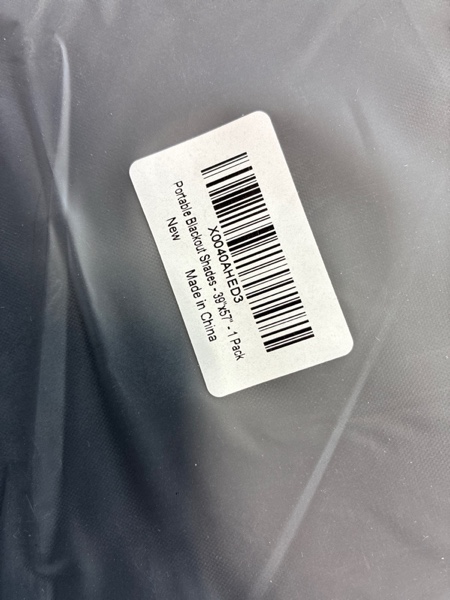 X0040AHED3
Portable Blackout Shades - 39"x57" - 1 Pack
New
Made in China